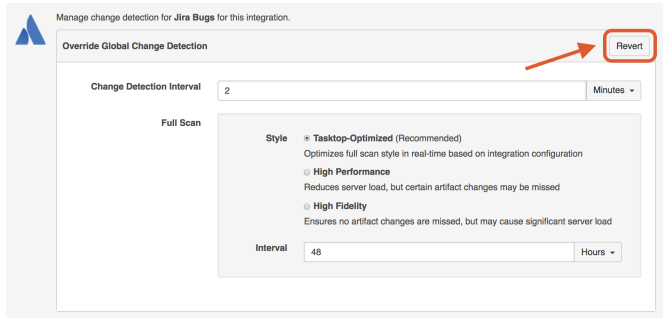 Manage change detection for Jira Bugs for this integration.
Override Global Change Detection
Revert
Change Detection Interval
2
Minutes
Full Scan
Style
Tasktop-Optimized (Recommended)
Optimizes full scan style in real-time based on integration configuration
High Performance
Reduces server load, but certain artifact changes may be missed
High Fidelity
Ensures no artifact changes are missed, but may cause significant server load
Interval
48
Hours